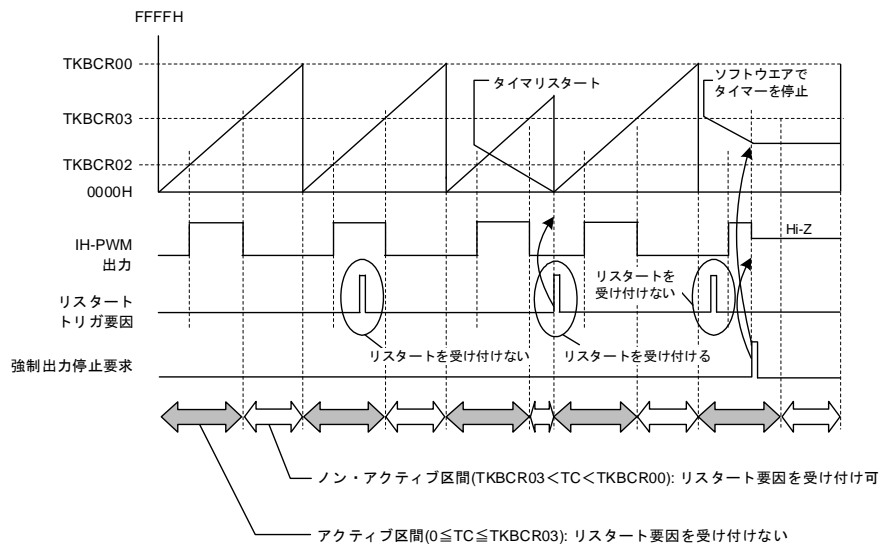 FFFFH
TKBCR00
TKBCR03
TKBCR02
0000H
タイマリスタート
ソフトウエアで
タイマーを停止
IH-PWM
出力
Hi-Z
リスタート
トリガ要因
リスタートを
受け付けない
リスタートを受け付けない
リスタートを受け付ける
強制出力停止要求
ノン・アクティブ区間(TKBCR03<TC<TKBCR00): リスタート要因を受け付け可
アクティブ区間(0≦TC≦TKBCR03): リスタート要因を受け付けない